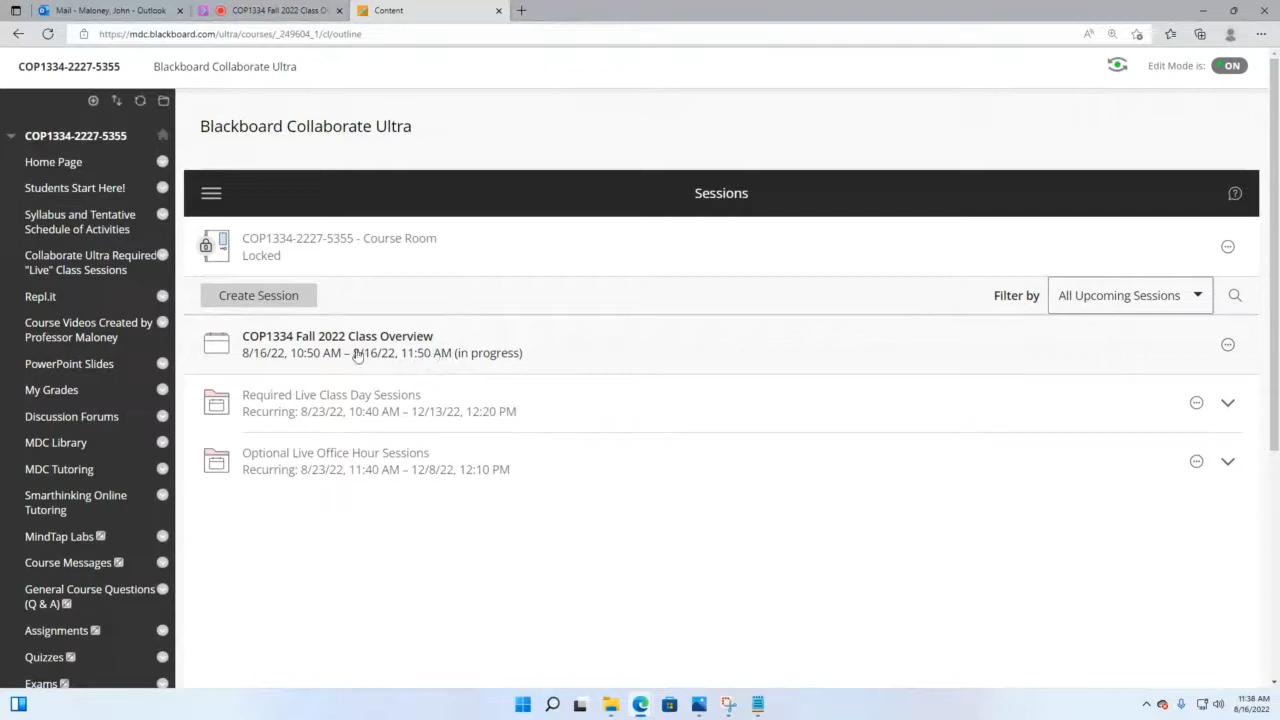 Mail - Maloney, John - Outlook
COP1334 Fall 2022 Class O
Content
https://mdc.blackboard.com/ultra/courses/_249604_1/cl/outline
COP1334-2227-5355
Blackboard Collaborate Ultra
Edit Mode is:
ON
COP1334-2227-5355
Home Page
Students Start Here!
Syllabus and Tentative
Schedule of Activities
Collaborate Ultra Required
"Live" Class Sessions
Repl.it
Course Videos Created by
Professor Maloney
PowerPoint Slides
My Grades
Discussion Forums
MDC Library
MDC Tutoring
Smarthinking Online
Tutoring
MindTap Labs
Course Messages
General Course Questions
(Q & A)
Assignments
Quizzes
Exams
Blackboard Collaborate Ultra
Sessions
COP1334-2227-5355 - Course Room
Locked
Create Session
Filter by
All Upcoming Sessions
COP1334 Fall 2022 Class Overview
8/16/22, 10:50 AM – 8/16/22, 11:50 AM (in progress)
Required Live Class Day Sessions
Recurring: 8/23/22, 10:40 AM – 12/13/22, 12:20 PM
Optional Live Office Hour Sessions
Recurring: 8/23/22, 11:40 AM – 12/8/22, 12:10 PM
11:38 AM
8/16/2022